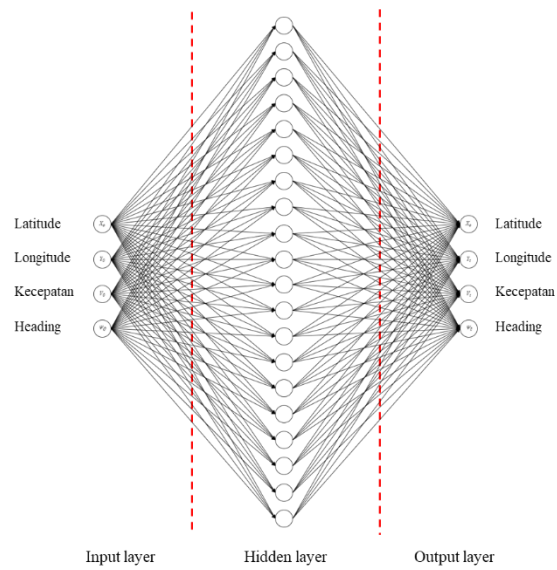 Latitude
Longitude
Kecepatan
Heading
Latitude
Longitude
Kecepatan
Heading
Input layer
Hidden layer
Output layer